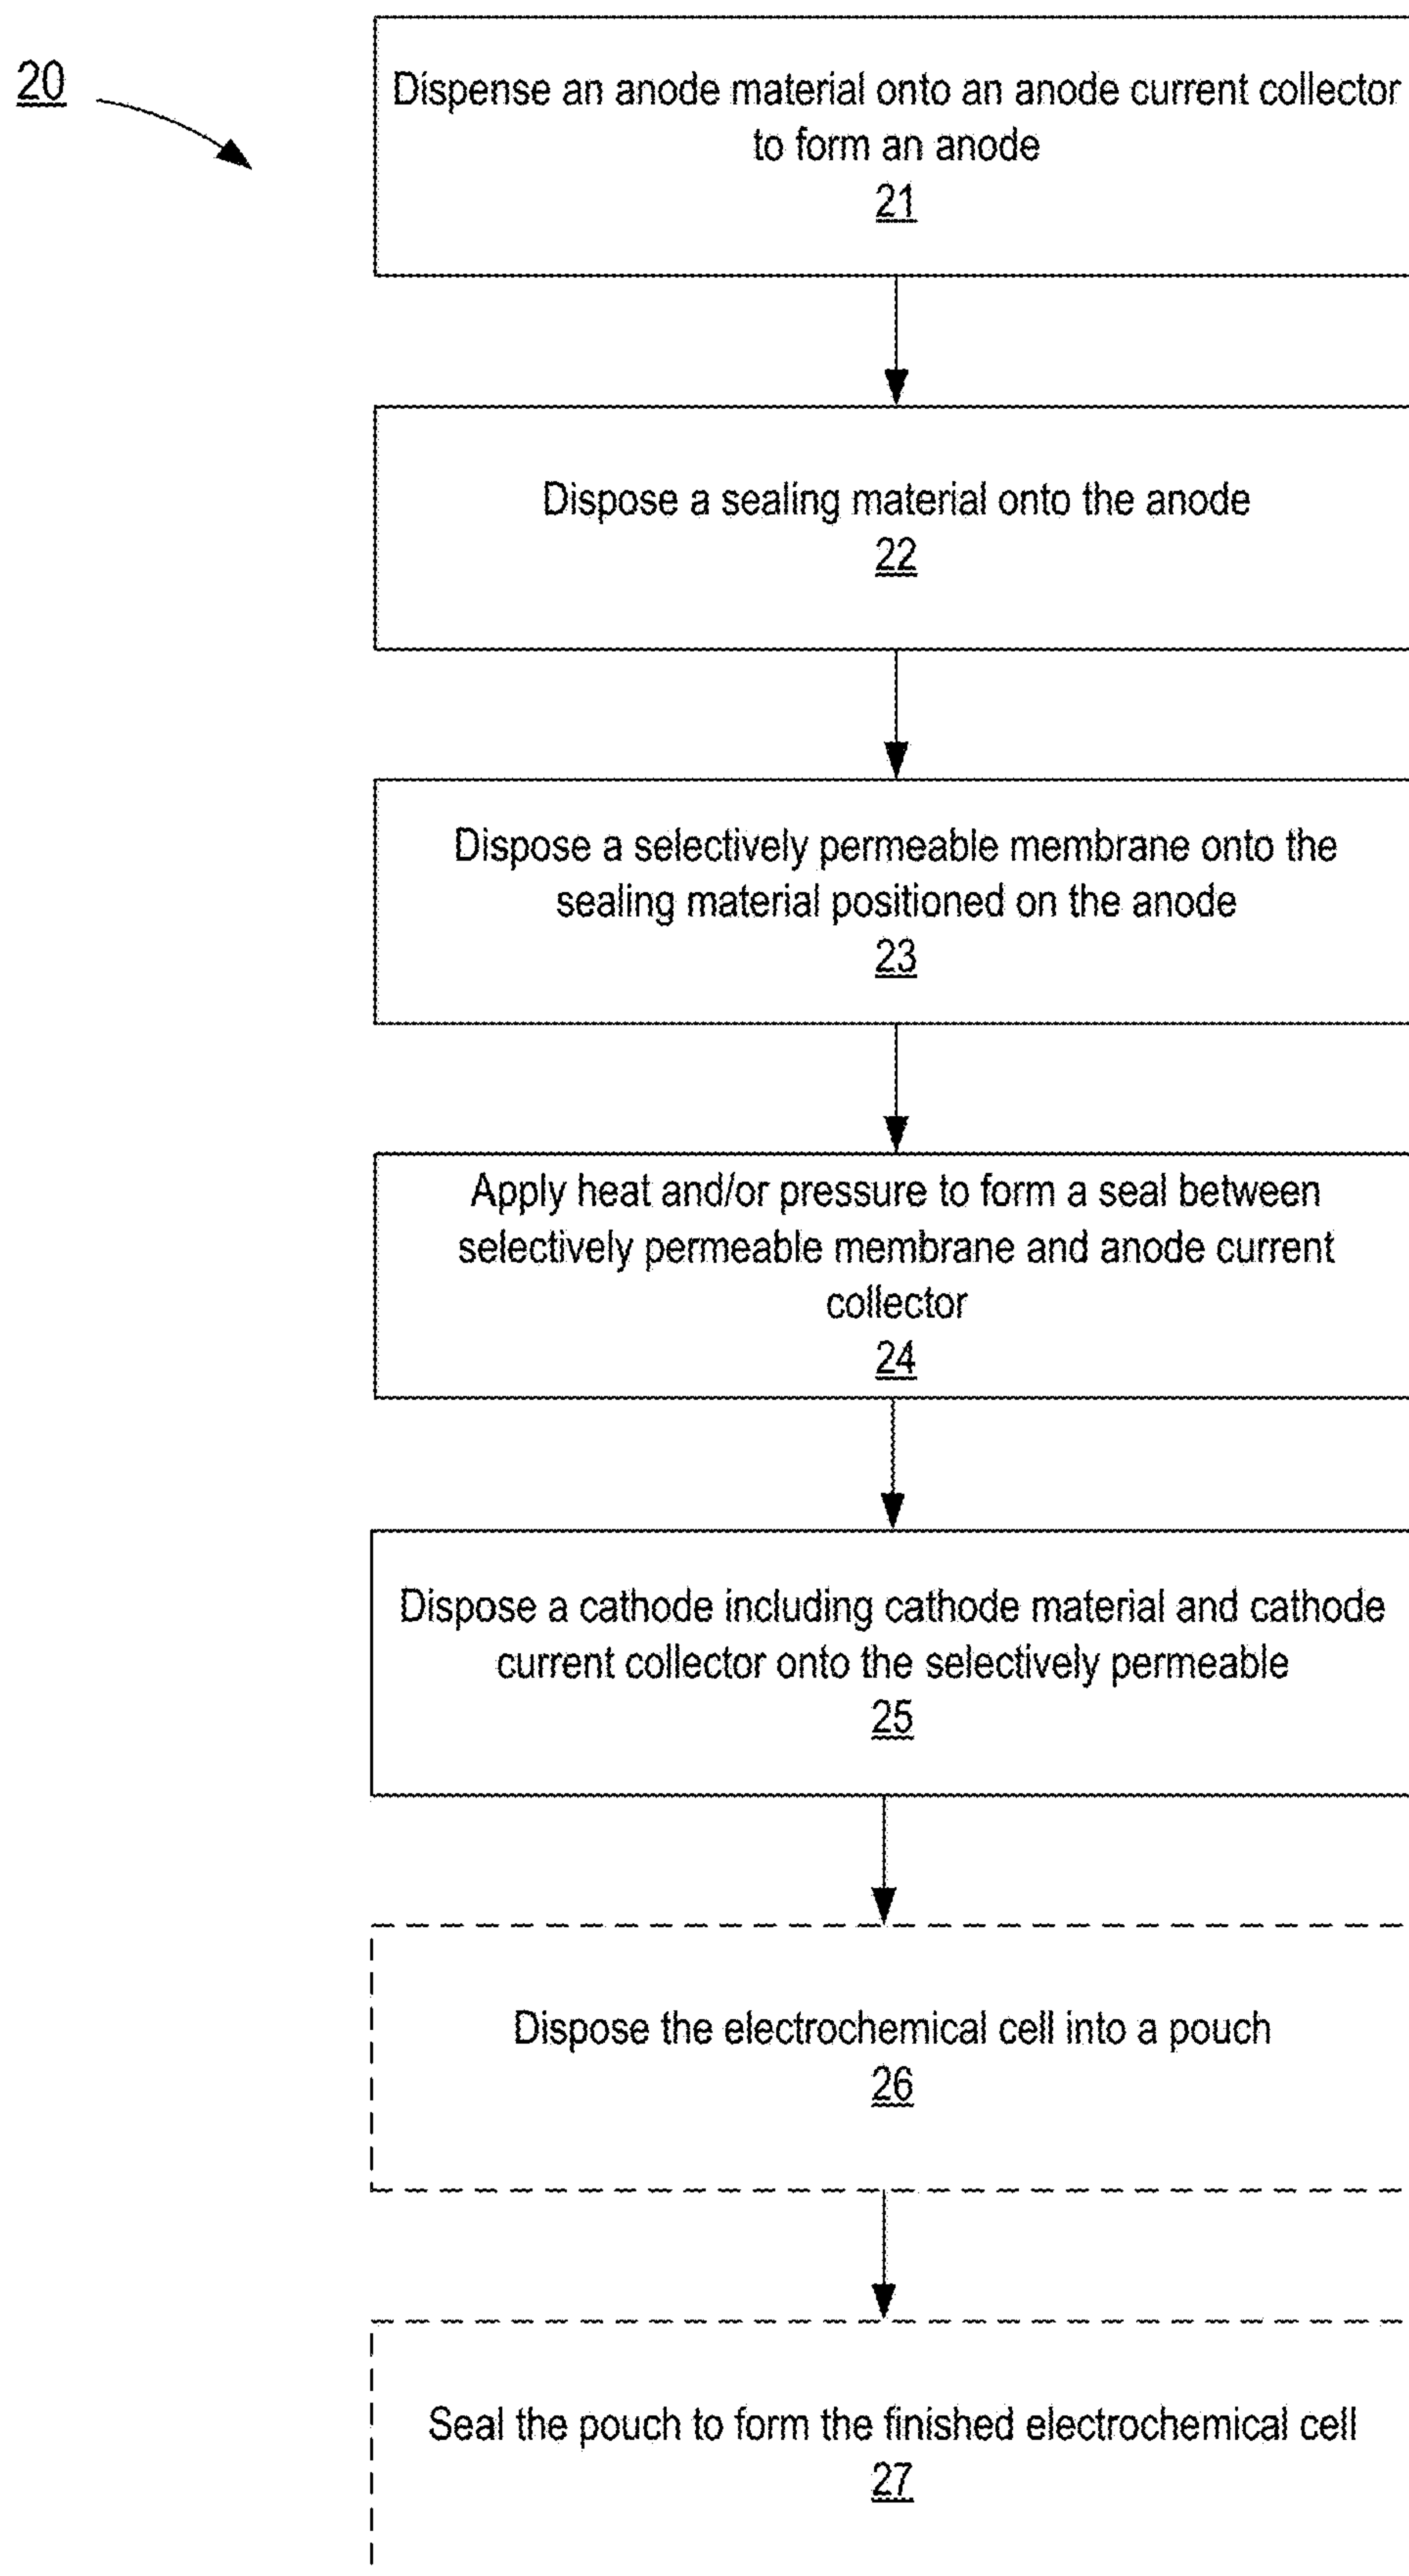 20
Dispense an anode material onto an anode current collector
to form an anode
21
Dispose a sealing material onto the anode
22
Dispose a selectively permeable membrane onto the
sealing material positioned on the anode
23
Apply heat and/or pressure to form a seal between
selectively permeable membrane and anode current
collector
24
Dispose a cathode including cathode material and cathode
current collector onto the selectively permeable
25
Dispose the electrochemical cell into a pouch
26
Seal the pouch to form the finished electrochemical cell
27